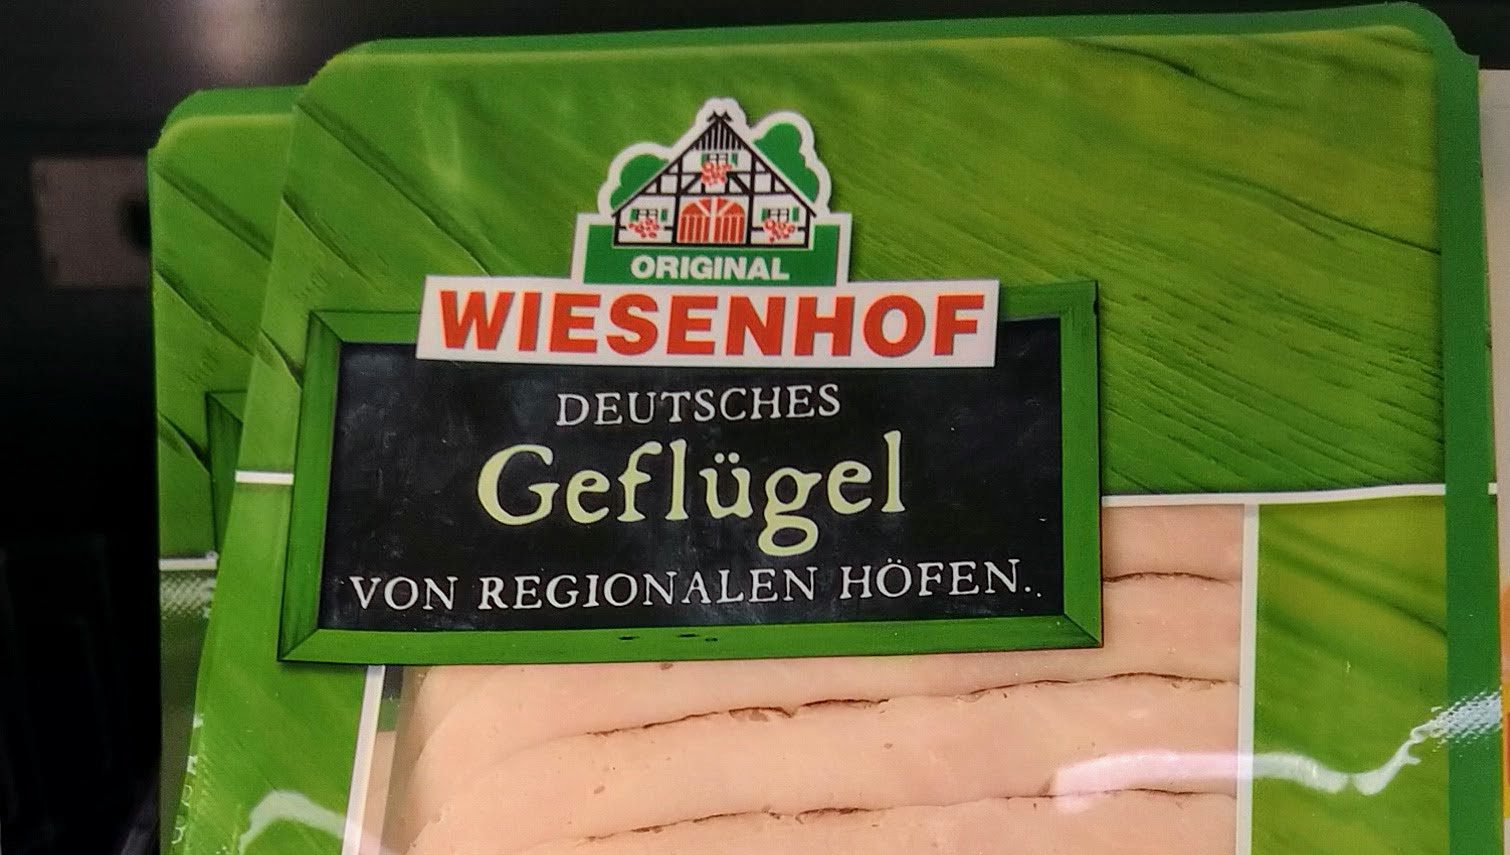 ORIGINAL
WIESENHOF
DEUTSCHES
Geflügel
VON REGIONALEN HÖFEN..